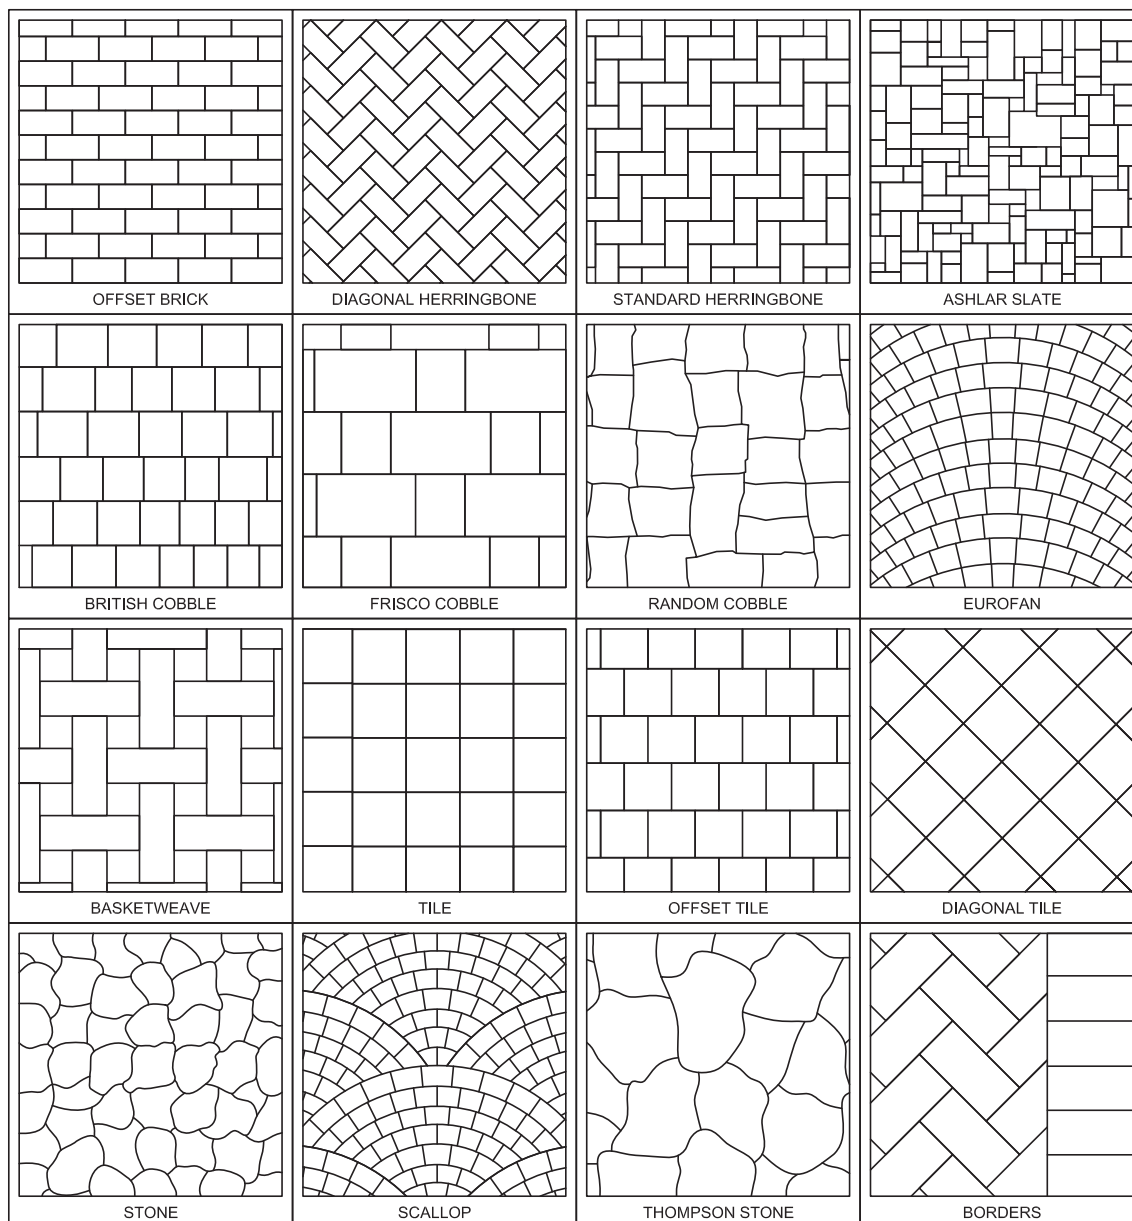 OFFSET BRICK
DIAGONAL HERRINGBONE
STANDARD HERRINGBONE
ASHLAR SLATE
BRITISH COBBLE
FRISCO COBBLE
RANDOM COBBLE
EUROFAN
BASKETWEAVE
TILE
OFFSET TILE
DIAGONAL TILE
STONE
SCALLOP
THOMPSON STONE
BORDERS